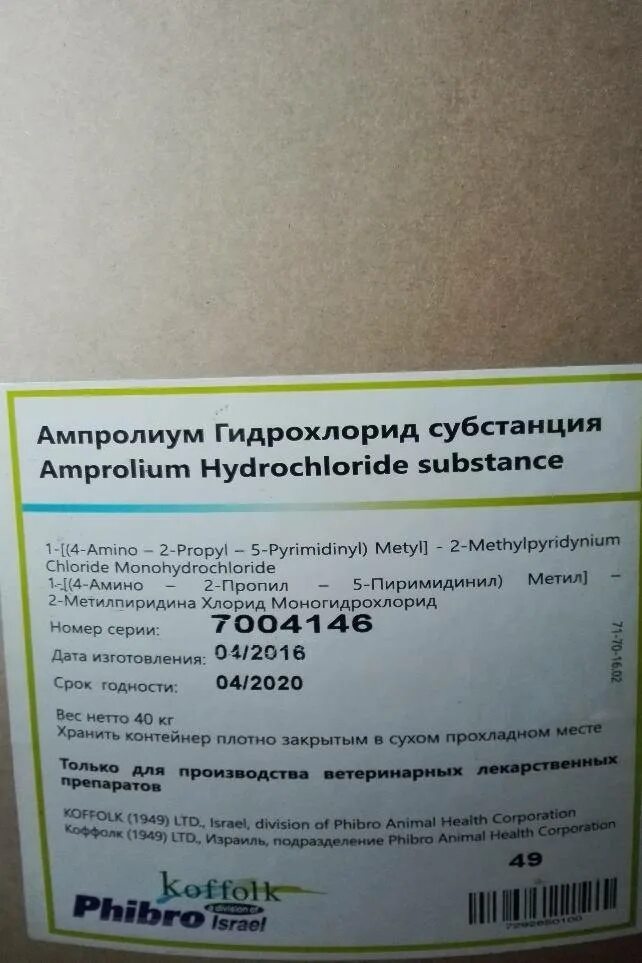 Ампролиум Гидрохлорид субстанция
Amprolium Hydrochloride substance
1-[(4-Amino – 2-Propyl – 5-Pyrimidinyl) Metyl] - 2-Methylpyridynium
Chloride Monohydrochloride
1-[(4-Амино – 2-Пропил – 5-Пиримидинил) Метил] –
2-Метилпиридина Хлорид Моногидрохлорид
Номер серии: 7004146
Дата изготовления: 04/2016
Срок годности: 04/2020
71-70-16.02
Вес нетто 40 кг
Хранить контейнер плотно закрытым в сухом прохладном месте
Только для производства ветеринарных лекарственных
препаратов
KOFFOLK (1949) LTD., Israel, division of Phibro Animal Health Corporation
Коффолк (1949) LTD., Израиль, подразделение Phibro Animal Health Corporation
49
koffolk
a division of
Phibro Israel
7292650100